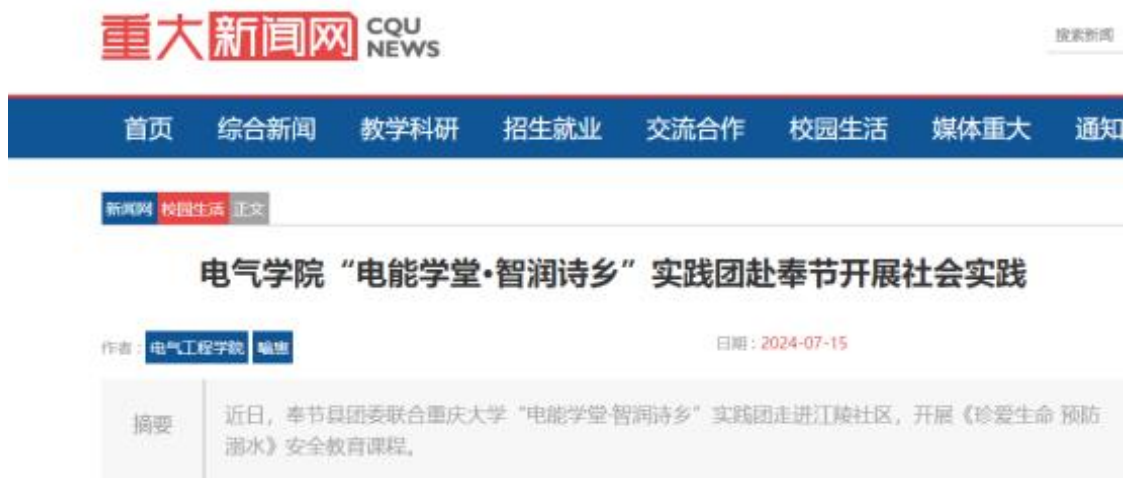 重大新闻网 CQU NEWS
搜索新闻
首页 综合新闻 教学科研 招生就业 交流合作 校园生活 媒体重大 通知
新闻网 校园生活 正文
电气学院“电能学堂·智润诗乡”实践团赴奉节开展社会实践
作者：电气工程学院 喻惠 日期：2024-07-15
摘要
近日，奉节县团委联合重庆大学“电能学堂·智润诗乡”实践团走进江陵社区，开展《珍爱生命 预防
溺水》安全教育课程。